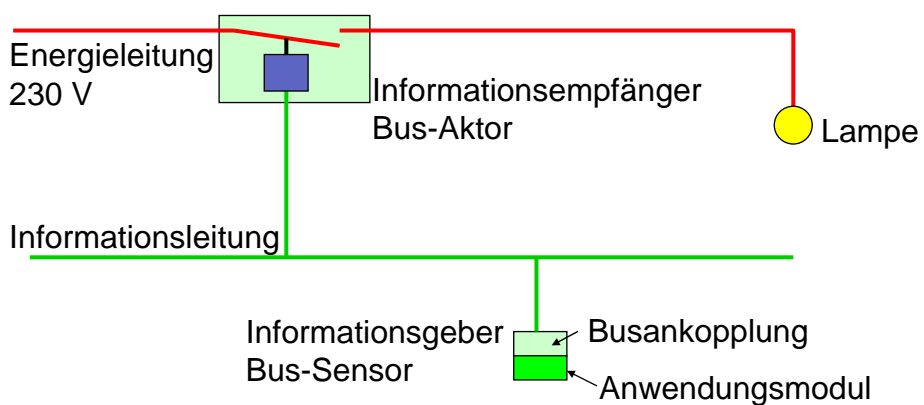 Energieleitung
230 V
Informationsempfänger
Bus-Aktor
Lampe
Informationsleitung
Informationsgeber
Bus-Sensor
Busankopplung
Anwendungsmodul